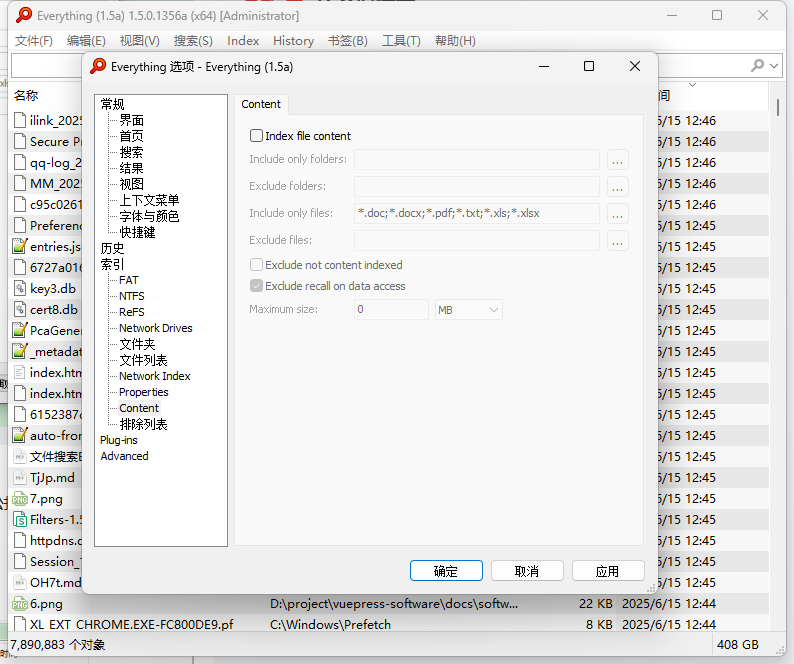 Everything (1.5a) 1.5.0.1356a (x64) [Administrator]
文件(F) 编辑(E) 视图(V) 搜索(S) Index History 书签(B) 工具(T) 帮助(H)
Everything 选项 - Everything (1.5a)
名称
间
常规
界面
首页
搜索
结果
视图
上下文菜单
字体与颜色
快捷键
历史
索引
FAT
NTFS
ReFS
Network Drives
文件夹
文件列表
Network Index
Properties
Content
排除列表
Plug-ins
Advanced
Content
Index file content
Include only folders: ...
Exclude folders: ...
Include only files: *.doc;*.docx;*.pdf;*.txt;*.xls;*.xlsx ...
Exclude files: ...
Exclude not content indexed
Exclude recall on data access
Maximum size: 0 MB
确定 取消 应用
ilink_202 /6/15 12:46
Secure P 6/15 12:46
qq-log_2 6/15 12:46
MM_202 6/15 12:46
c95c0261 6/15 12:46
Preferen 6/15 12:46
entries.js 6/15 12:45
6727a016 6/15 12:45
key3.db 6/15 12:45
cert8.db 6/15 12:45
PcaGene 6/15 12:45
_metadat 6/15 12:45
index.htm 6/15 12:45
index.htm 6/15 12:45
6152387 6/15 12:45
auto-fror 6/15 12:45
文件搜索 6/15 12:45
TjJp.md 6/15 12:45
7.png 6/15 12:45
Filters-1.5 6/15 12:45
httpdns.c 6/15 12:45
Session_ 6/15 12:45
OH7t.md 6/15 12:45
6.png D:\project\vuepress-software\docs\softw... 22 KB 2025/6/15 12:44
XL_EXT_CHROME.EXE-FC800DE9.pf C:\Windows\Prefetch 8 KB 2025/6/15 12:44
7,890,883 个对象 408 GB